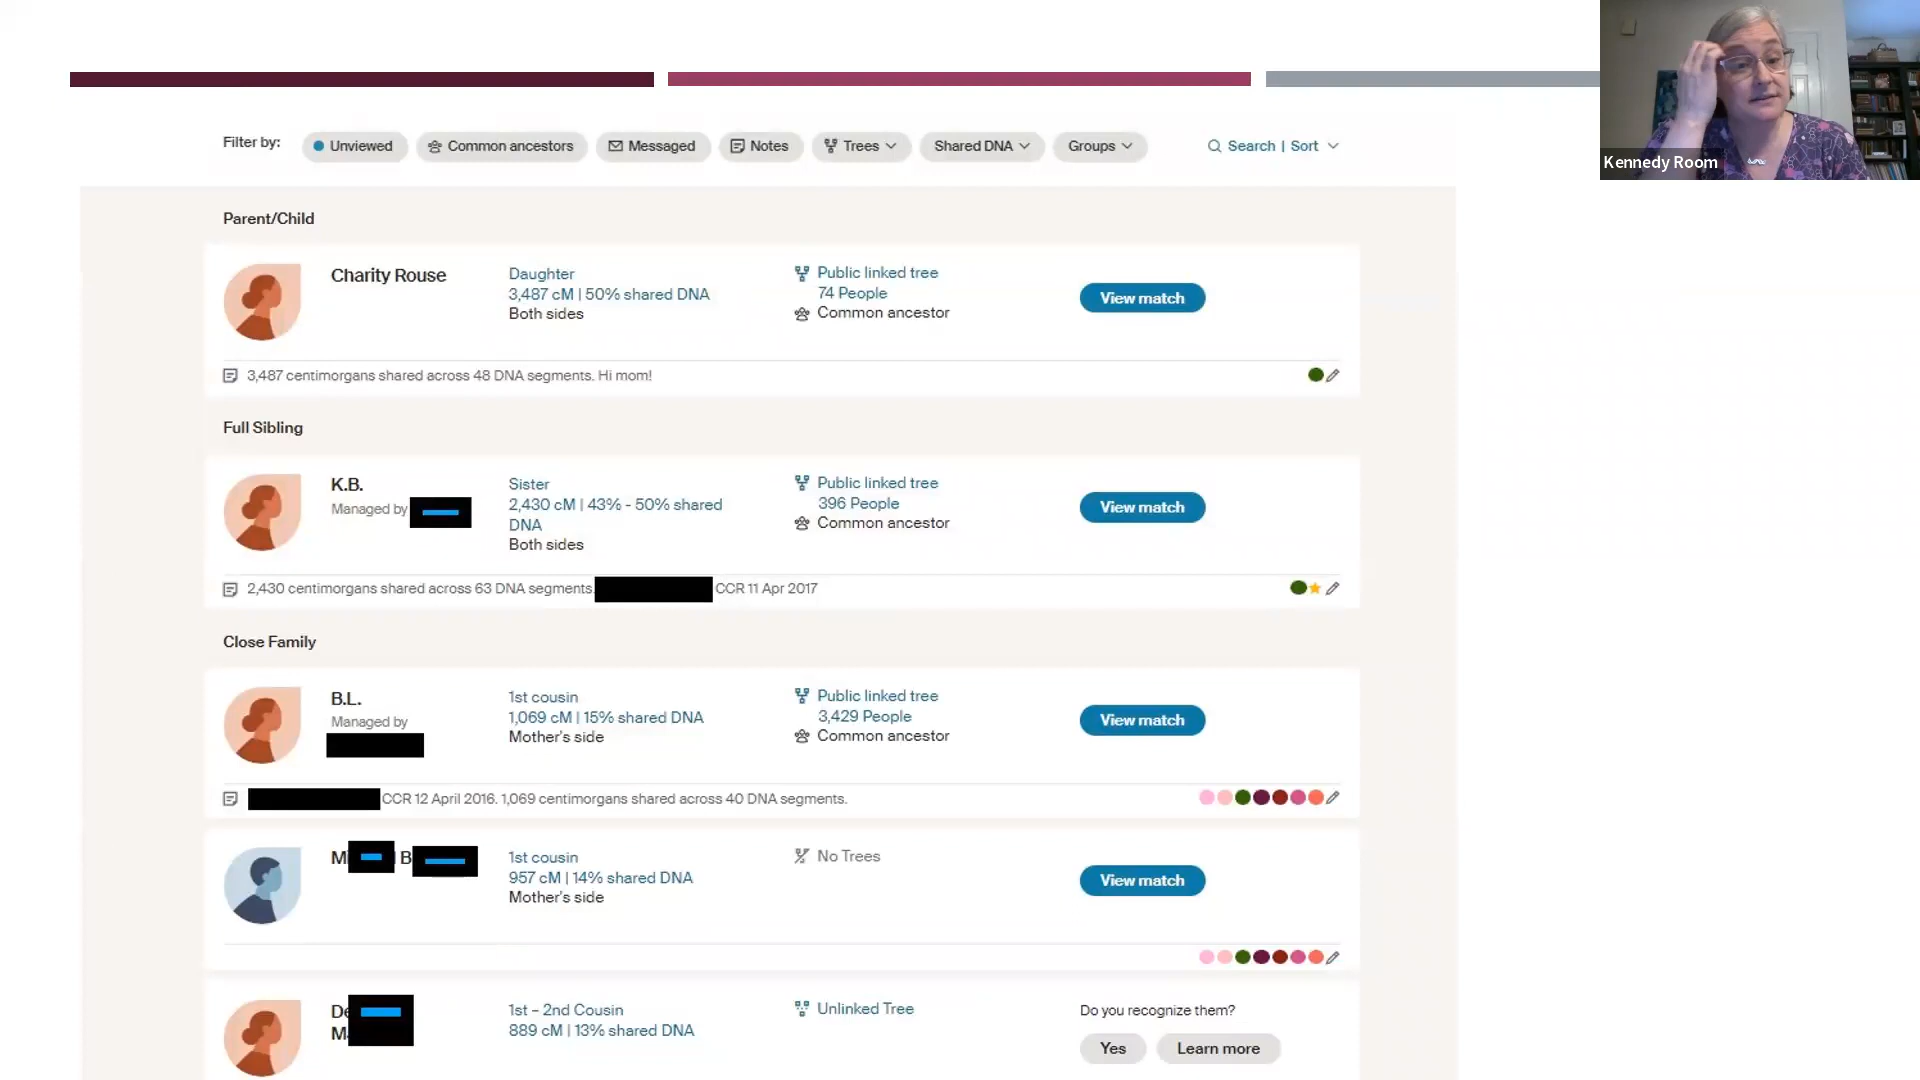 Kennedy Room
Filter by: Unviewed Common ancestors Messaged Notes Trees Shared DNA Groups Search | Sort
Parent/Child
Charity Rouse
Daughter
3,487 cM | 50% shared DNA
Both sides
Public linked tree
74 People
Common ancestor
View match
3,487 centimorgans shared across 48 DNA segments. Hi mom!
Full Sibling
K.B.
Managed by
Sister
2,430 cM | 43% - 50% shared
DNA
Both sides
Public linked tree
396 People
Common ancestor
View match
2,430 centimorgans shared across 63 DNA segments. CCR 11 Apr 2017
Close Family
B.L.
Managed by
1st cousin
1,069 cM | 15% shared DNA
Mother's side
Public linked tree
3,429 People
Common ancestor
View match
CCR 12 April 2016. 1,069 centimorgans shared across 40 DNA segments.
1st cousin
957 cM | 14% shared DNA
Mother's side
No Trees
View match
1st – 2nd Cousin
889 cM | 13% shared DNA
Unlinked Tree
Do you recognize them?
Yes
Learn more